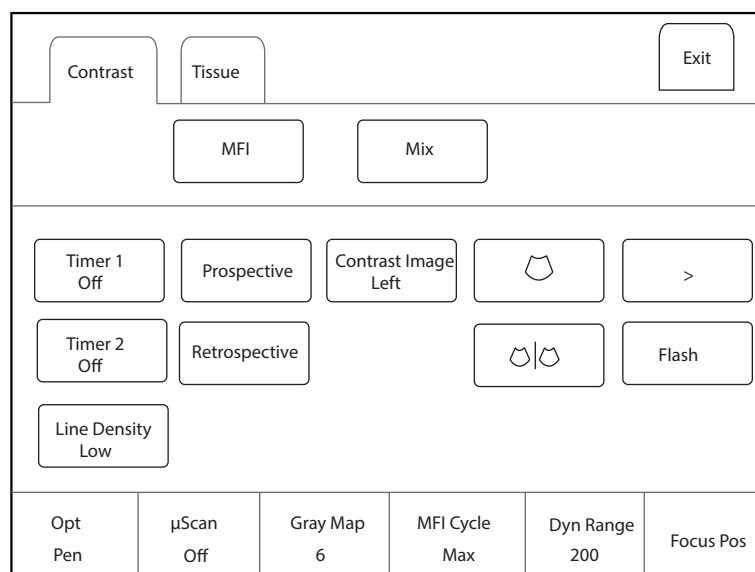 Contrast
Tissue
Exit
MFI
Mix
Timer 1
Off
Prospective
Contrast Image
Left
>
Timer 2
Off
Retrospective
Flash
Line Density
Low
Opt
Pen
µScan
Off
Gray Map
6
MFI Cycle
Max
Dyn Range
200
Focus Pos